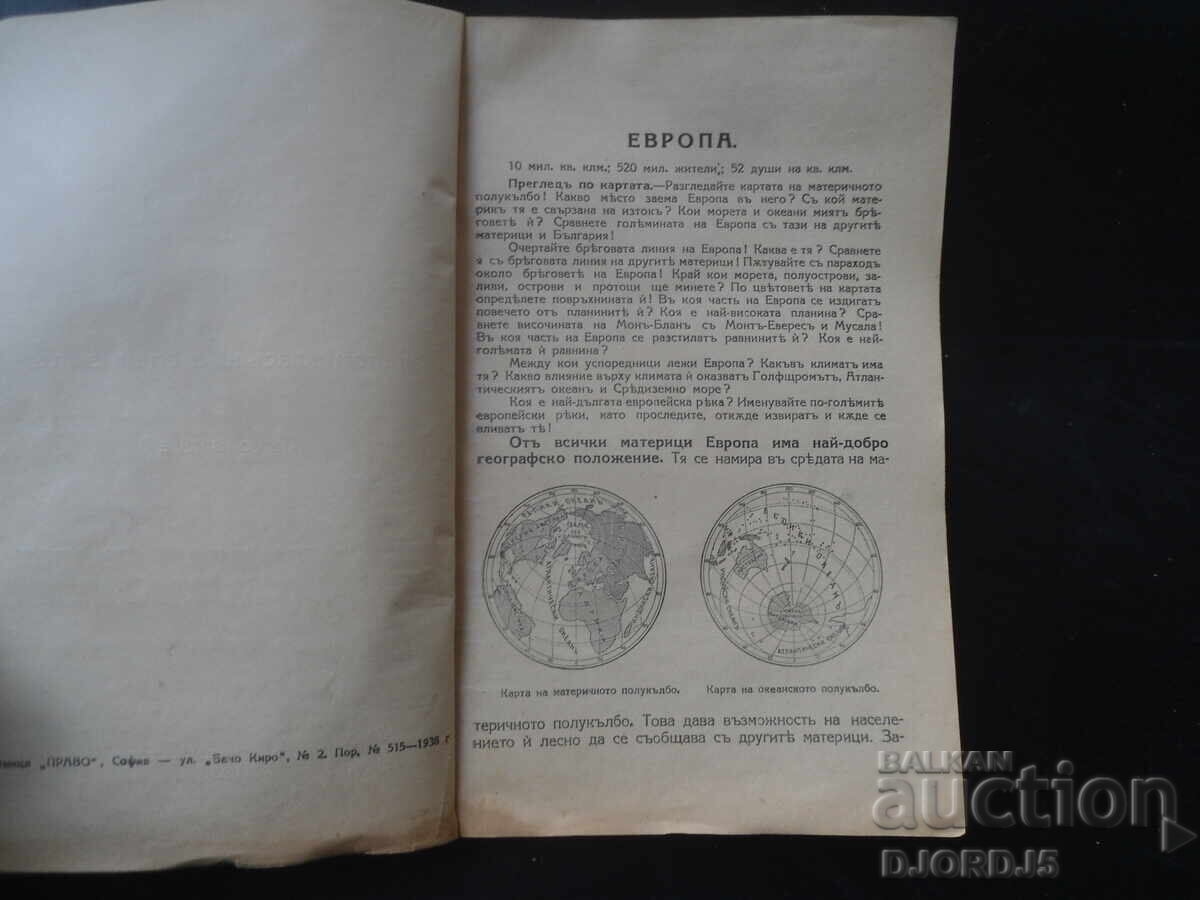 „ПРАВО“, София — ул. „Бачо Киро“, № 2. Пор. № 515—1938 г
ЕВРОПА.
10 мил. кв. клм.; 520 мил. жители; 52 души на кв. клм.
Прегледъ по картата.—Разгледайте картата на материчното
полукълбо! Какво мѣсто заема Европа въ него? Съ кой мате-
рикъ тя е свързана на изтокъ? Кои морета и океани миятъ брѣ-
говетѣ ѝ? Сравнете голѣмината на Европа съ тази на другитѣ
материци и България!
Очертайте брѣговата линия на Европа! Каква е тя? Сравнете
я съ брѣговата линия на другитѣ материци! Пѫтувайте съ параходъ
около брѣговетѣ на Европа! Край кои морета, полуострови, за-
ливи, острови и протоци ще минете? По цвѣтоветѣ на картата
опредѣлете повръхнината ѝ! Въ коя часть на Европа се издигатъ
повечето отъ планинитѣ ѝ? Коя е най-високата планина? Сра-
внете височината на Монъ-Бланъ съ Монтъ-Евересъ и Мусала!
Въ коя часть на Европа се разстилатъ равнинитѣ ѝ? Коя е най-
голѣмата ѝ равнина?
Между кои успоредници лежи Европа? Какъвъ климатъ има
тя? Какво влияние върху климата ѝ оказватъ Голфщромътъ, Атлан-
тическиятъ океанъ и Срѣдиземно море?
Коя е най-дългата европейска рѣка? Именувайте по-голѣмитѣ
европейски рѣки, като проследите, откѫде извиратъ и кѫде се
вливатъ тѣ!
Отъ всички материци Европа има най-добро
географско положение. Тя се намира въ срѣдата на ма-
Карта на материчното полукълбо.
Карта на океанското полукълбо.
теричното полукълбо. Това дава възможность на населе-
нието ѝ лесно да се съобщава съ другитѣ материци. За-
BALKAN
auction
DJORDJ5